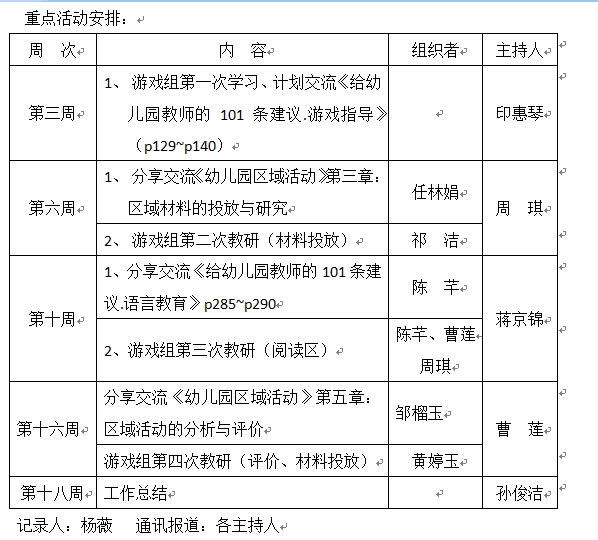 重点活动安排：
周 次 内 容 组织者 主持人
第三周
1、 游戏组第一次学习、计划交流《给幼
儿园教师的 101 条建议.游戏指导》
（p129~p140）
印惠琴
第六周
1、 分享交流《幼儿园区域活动》第三章：
区域材料的投放与研究
任林娟
2、 游戏组第二次教研（材料投放）
祁 洁
周 琪
第十周
1、分享交流《给幼儿园教师的 101 条建
议.语言教育》p285~p290
陈 芊
2、游戏组第三次教研（阅读区）
陈芊、曹莲
周琪
蒋京锦
第十六周
分享交流《幼儿园区域活动》第五章：
区域活动的分析与评价
邹榴玉
游戏组第四次教研（评价、材料投放）
黄婷玉
曹 莲
第十八周 工作总结 孙俊洁
记录人：杨薇 通讯报道：各主持人